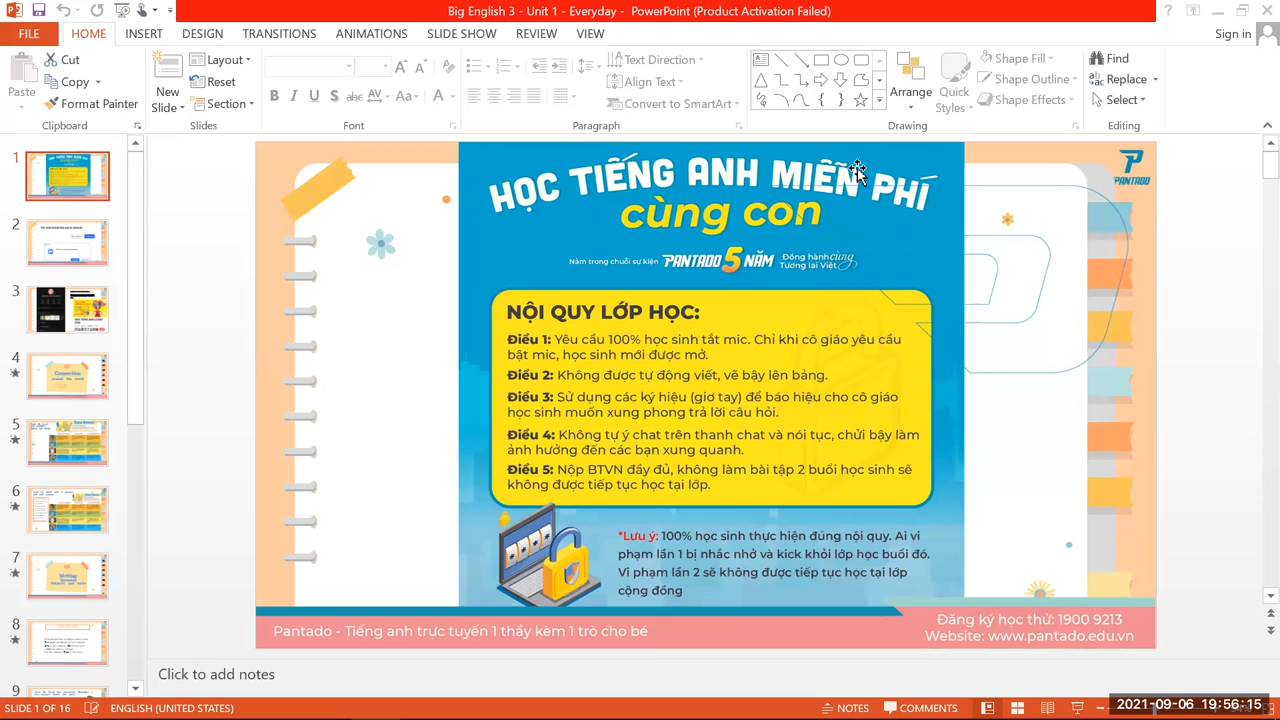 Big English 3 - Unit 1 - Everyday - PowerPoint (Product Activation Failed)
FILE HOME INSERT DESIGN TRANSITIONS ANIMATIONS SLIDE SHOW REVIEW VIEW Sign in
Paste Cut Copy Format Painter
New Slide Layout Reset Section
Text Direction Align Text Convert to SmartArt
Arrange Quick Styles Shape Fill Shape Outline Shape Effects
Find Replace Select
Clipboard Slides Font Paragraph Drawing Editing
1
2
3
4
5
6
7
8
9
HỌC TIẾNG ANH MIỄN PHÍ
cùng con
Nằm trong chuỗi sự kiện PANTADO 5 NĂM Đồng hành cùng
Tương lai Việt
PANTADO
NỘI QUY LỚP HỌC:
Điều 1: Yêu cầu 100% học sinh tắt mic. Chỉ khi cô giáo yêu cầu
bật mic, học sinh mới được mở.
Điều 2: Không được tự động viết, vẽ bậy lên bảng.
Điều 3: Sử dụng các ký hiệu (giơ tay) để báo hiệu cho cô giáo
học sinh muốn xung phong trả lời câu hỏi.
Điều 4: Không tự ý chat trên thanh chat và nói tục, chửi bậy làm
ảnh hưởng đến các bạn xung quanh.
Điều 5: Nộp BTVN đầy đủ, không làm bài tập 2 buổi học sinh sẽ
không được tiếp tục học tại lớp.
*Lưu ý: 100% học sinh thực hiện đúng nội quy. Ai vi
phạm lần 1 bị nhắc nhở và kick khỏi lớp học buổi đó.
Vi phạm lần 2 sẽ không được tiếp tục học tại lớp
cộng đồng
Pantado - Tiếng anh trực tuyến 1 thầy kèm 1 trò cho bé
Đăng ký học thử: 1900 9213
Website: www.pantado.edu.vn
Click to add notes
SLIDE 1 OF 16 ENGLISH (UNITED STATES) NOTES COMMENTS
2021-09-06 19:56:15